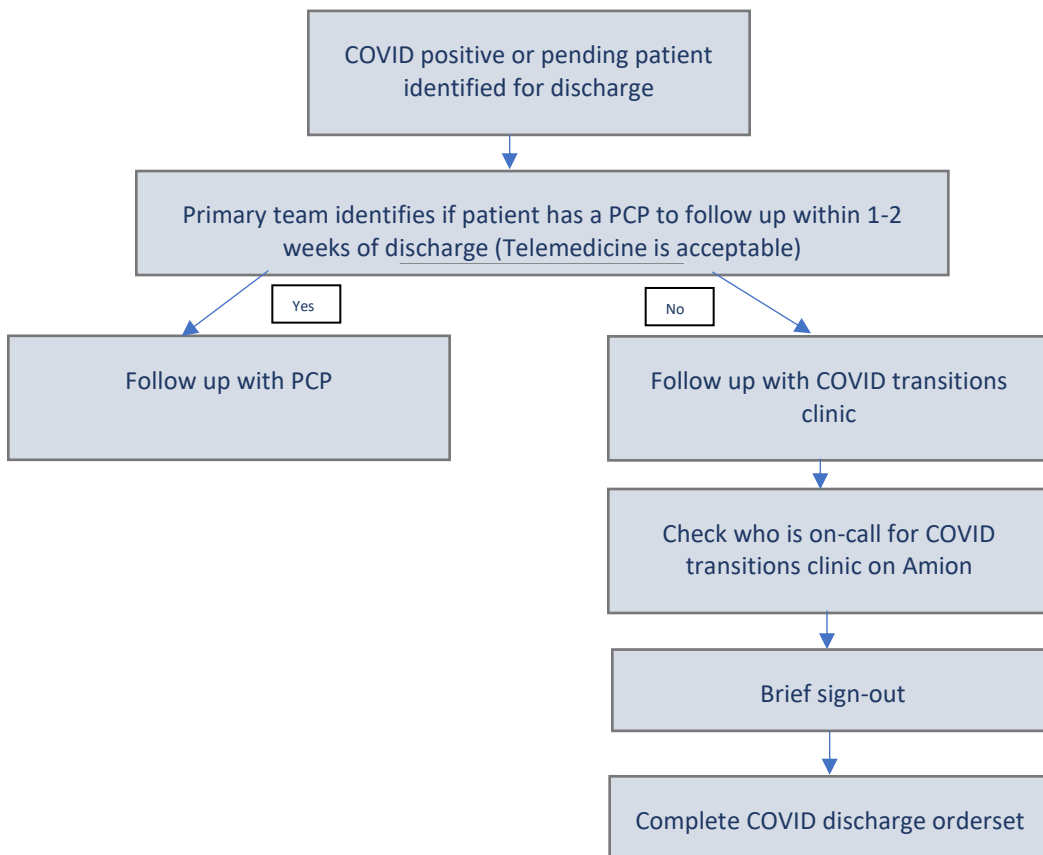 COVID positive or pending patient
identified for discharge
Primary team identifies if patient has a PCP to follow up within 1-2
weeks of discharge (Telemedicine is acceptable)
Yes
No
Follow up with PCP
Follow up with COVID transitions
clinic
Check who is on-call for COVID
transitions clinic on Amion
Brief sign-out
Complete COVID discharge orderset